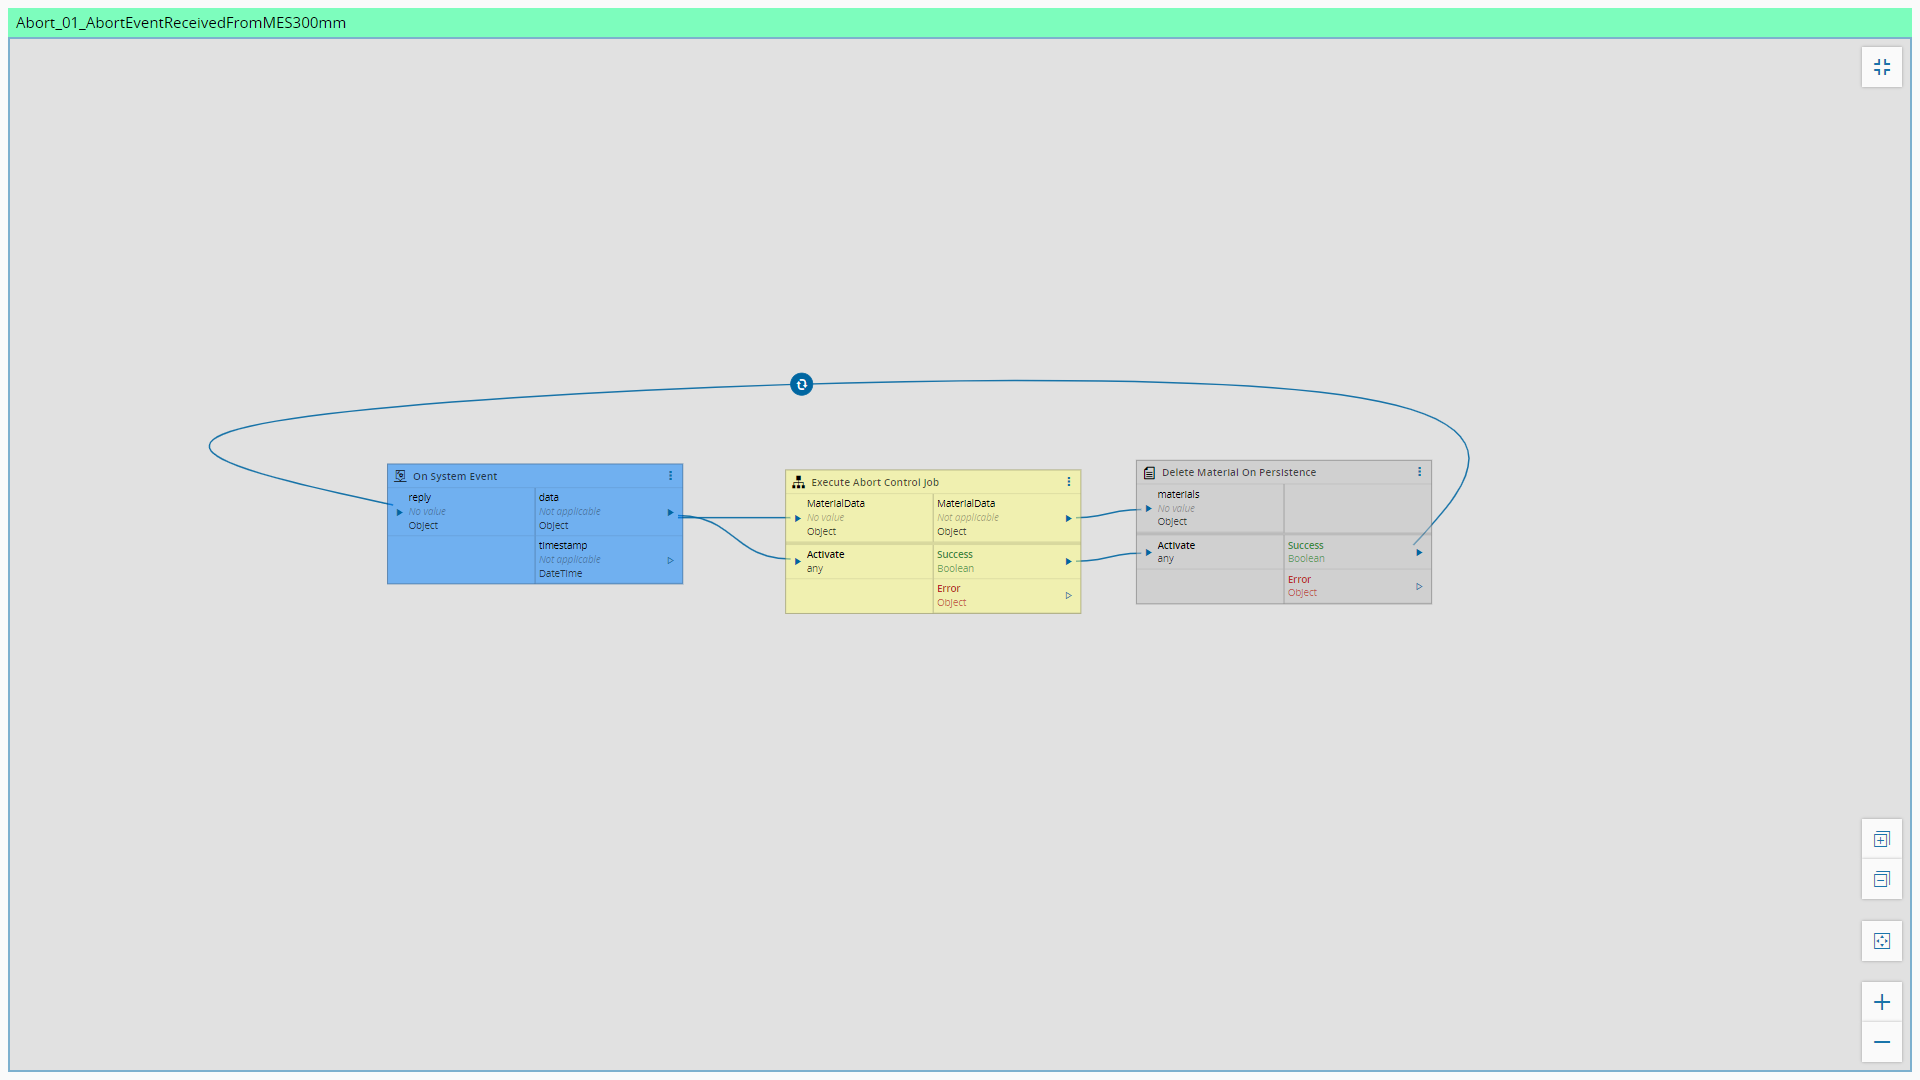 Abort_01_AbortEventReceivedFromMES300mm
On System Event
reply
No value
Object
data
Not applicable
Object
timestamp
Not applicable
DateTime
Execute Abort Control Job
MaterialData
No value
Object
MaterialData
Not applicable
Object
Activate
any
Success
Boolean
Error
Object
Delete Material On Persistence
materials
No value
Object
Activate
any
Success
Boolean
Error
Object